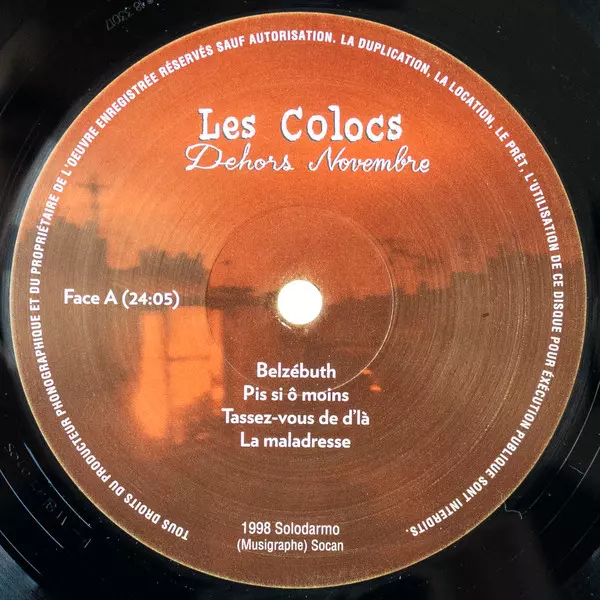 TOUS DROITS DU PRODUCTEUR PHONOGRAPHIQUE ET DU PROPRIÉTAIRE DE L'OEUVRE ENREGISTRÉE RÉSERVÉS SAUF AUTORISATION. LA DUPLICATION, LA LOCATION, LE PRÊT, L'UTILISATION DE CE DISQUE POUR EXÉCUTION PUBLIQUE SONT INTERDITS.
Les Colocs
Dehors Novembre
Face A (24:05)
Belzébuth
Pis si ô moins
Tassez-vous de d'là
La maladresse
1998 Solodarmo
(Musigraphe) Socan